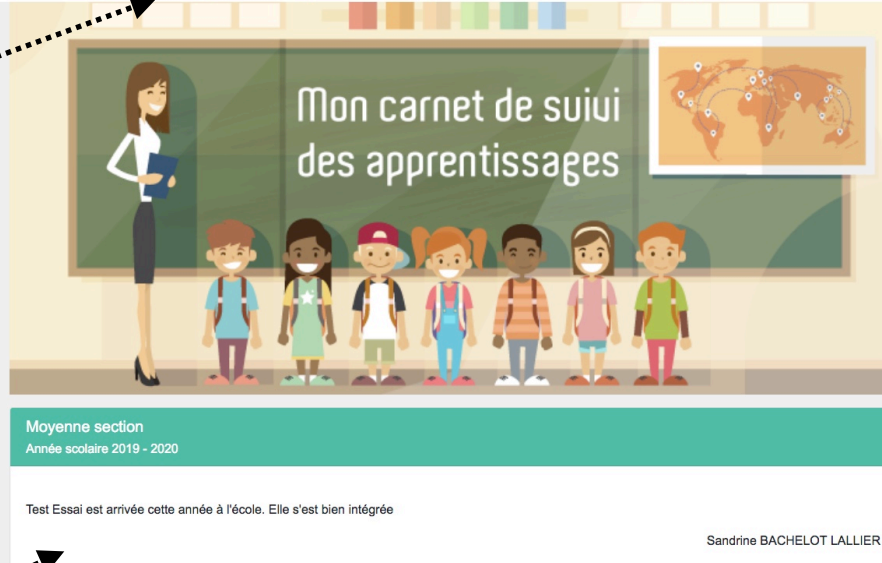 Mon carnet de suivi
des apprentissages
Moyenne section
Année scolaire 2019 - 2020
Test Essai est arrivée cette année à l'école. Elle s'est bien intégrée
Sandrine BACHELOT LALLIER